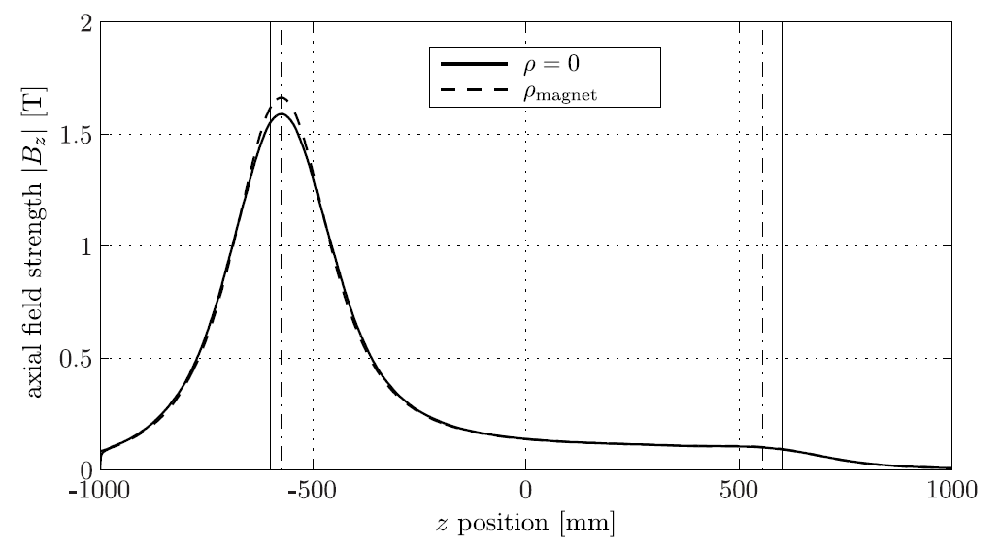 axial field strength |B_z| [T]
2
1.5
1
0.5
0
ρ = 0
ρ_magnet
-1000
-500
0
500
1000
z position [mm]